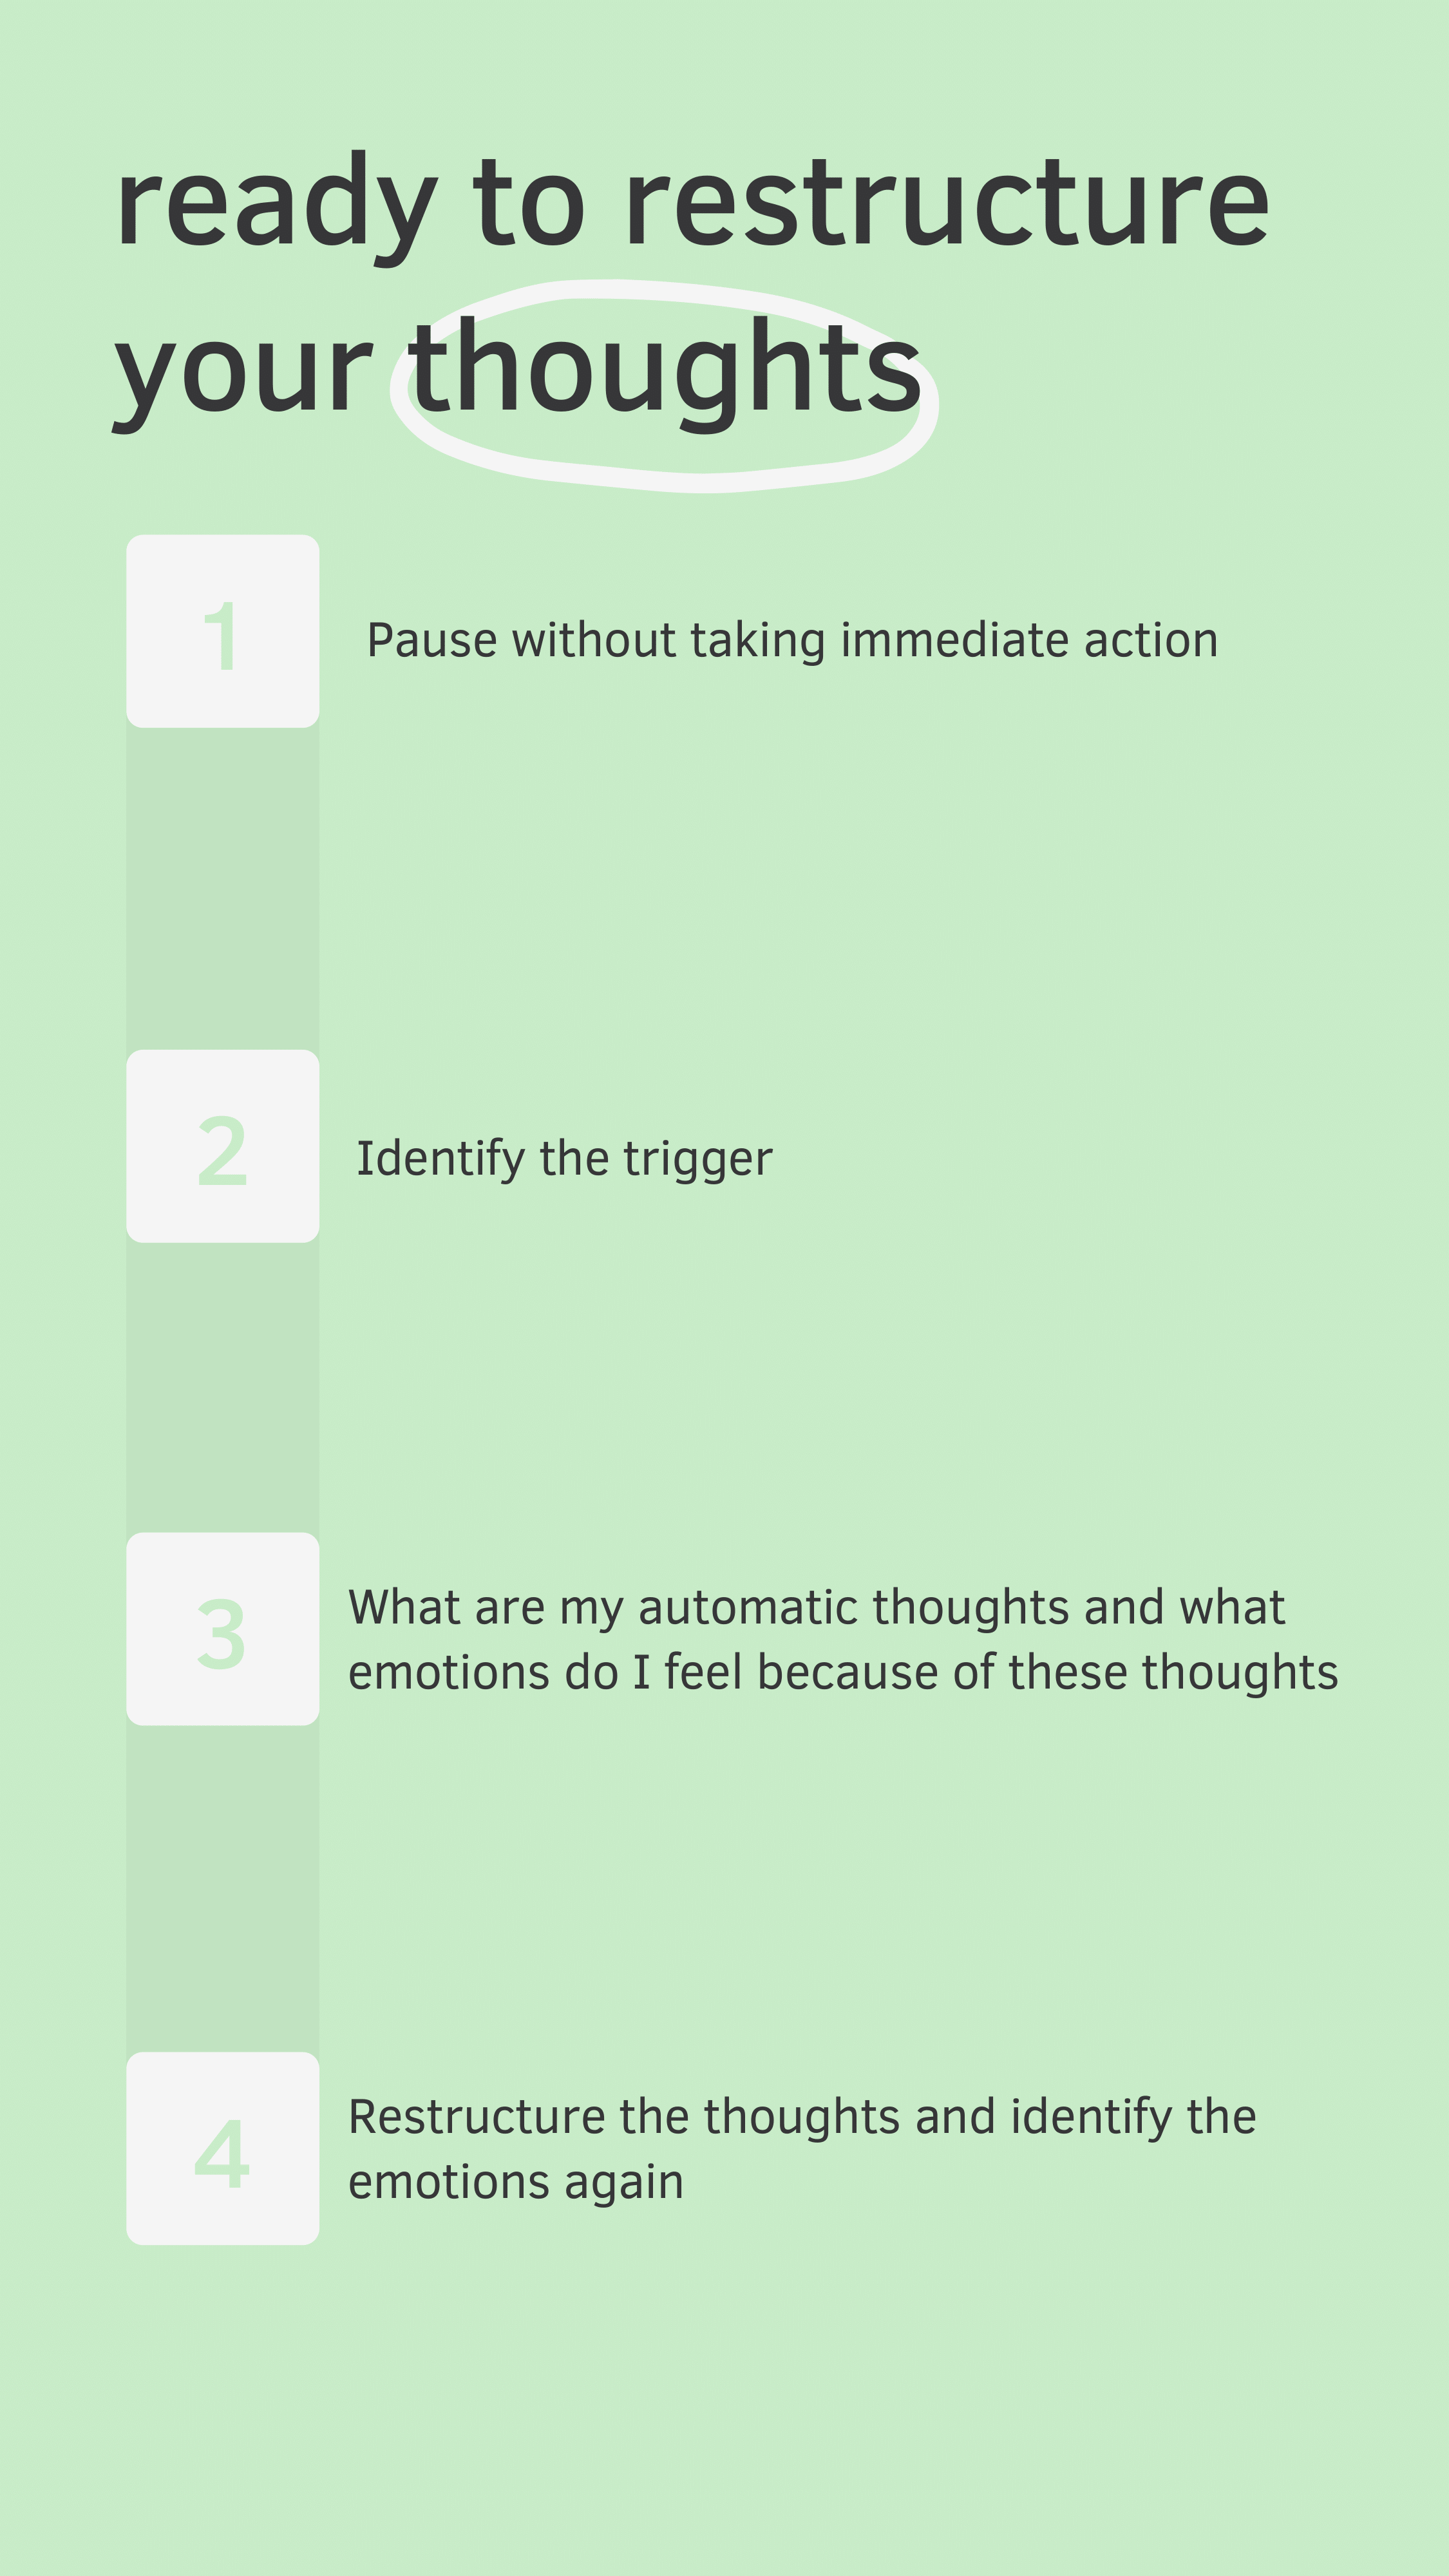 ready to restructure
your thoughts
1
Pause without taking immediate action
2
Identify the trigger
3
What are my automatic thoughts and what
emotions do I feel because of these thoughts
4
Restructure the thoughts and identify the
emotions again